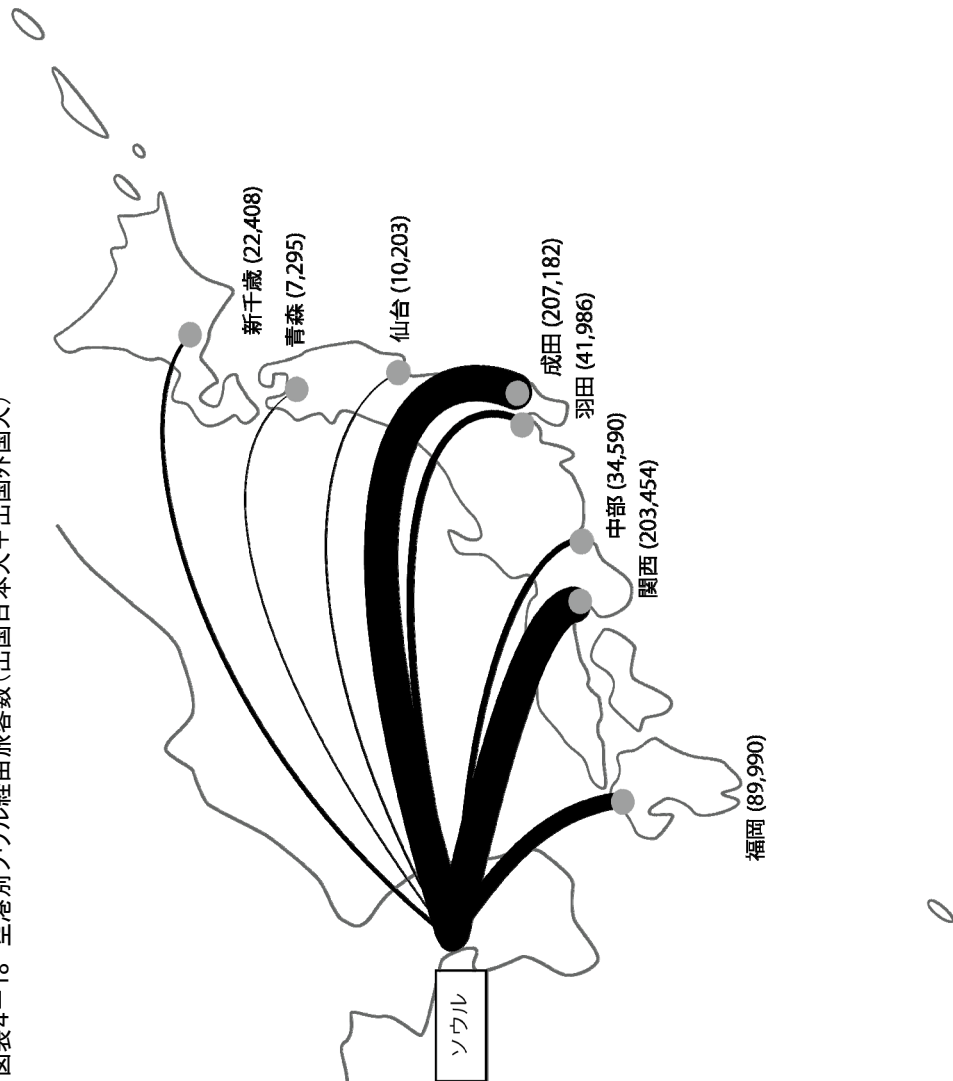 図表4－18 空港別ソウル経由旅客数（出国日本人＋出国外国人）
新千歳 (22,408)
青森 (7,295)
仙台 (10,203)
成田 (207,182)
羽田 (41,986)
中部 (34,590)
関西 (203,454)
福岡 (89,990)
ソウル